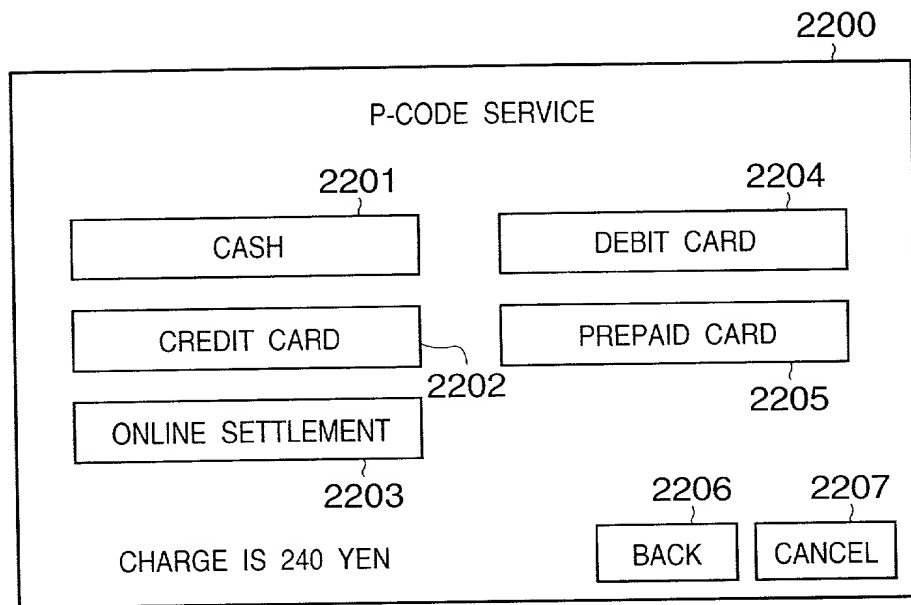 2200
P-CODE SERVICE
2201
2204
CASH
DEBIT CARD
CREDIT CARD
PREPAID CARD
2202
2205
ONLINE SETTLEMENT
2203
2206
2207
CHARGE IS 240 YEN
BACK
CANCEL